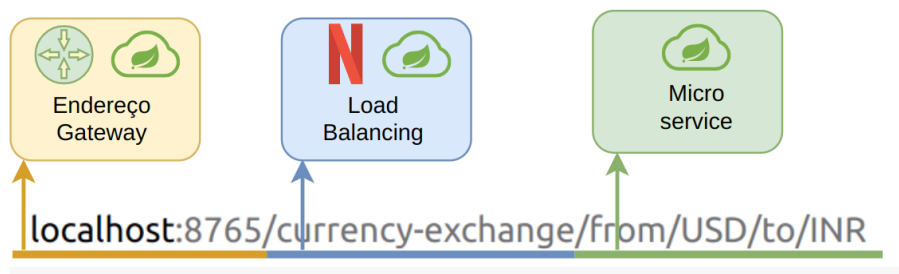 Endereço
Gateway
Load
Balancing
Micro
service
localhost:8765/currency-exchange/from/USD/to/INR